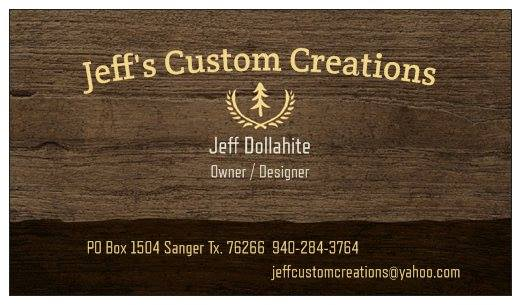 Jeff's Custom Creations
Jeff Dollahite
Owner / Designer
PO Box 1504 Sanger Tx. 76266 940-284-3764
jeffcustomcreations@yahoo.com